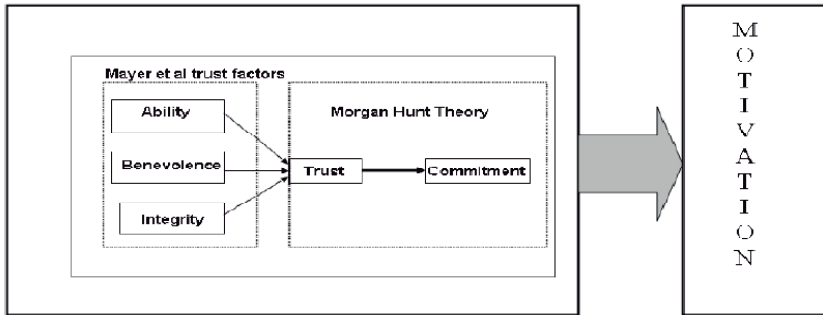 Mayer et al trust factors
Ability
Benevolence
Integrity
Morgan Hunt Theory
Trust
Commitment
M
O
T
I
V
A
T
I
O
N